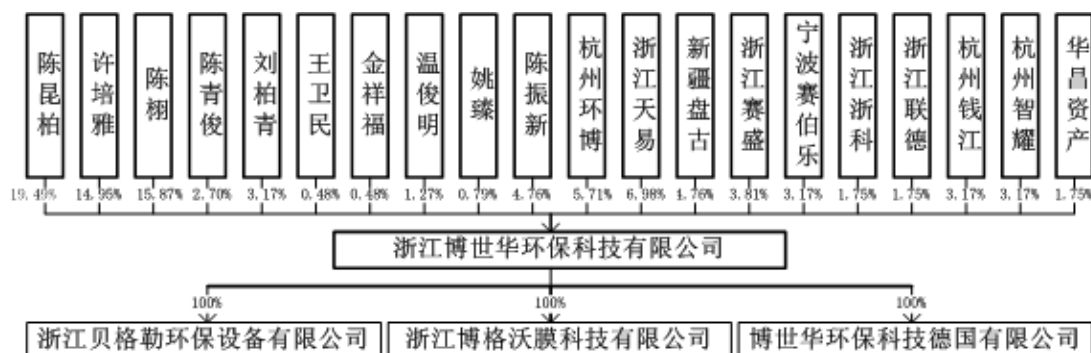 陈昆柏
许培雅
陈栩
陈青俊
刘柏青
王卫民
金祥福
温俊明
姚臻
陈振新
杭州环博
浙江天易
新疆盘古
浙江赛盛
宁波赛伯乐
浙江浙科
浙江联德
杭州钱江
杭州智耀
华昌资产
19.49% 14.95% 15.87% 2.70% 3.17% 0.48% 0.48% 1.27% 0.79% 4.76% 5.71% 6.98% 4.76% 3.81% 3.17% 1.75% 1.75% 3.17% 3.17% 1.75%
浙江博世华环保科技有限公司
100% 100% 100%
浙江贝格勒环保设备有限公司 浙江博格沃膜科技有限公司 博世华环保科技德国有限公司